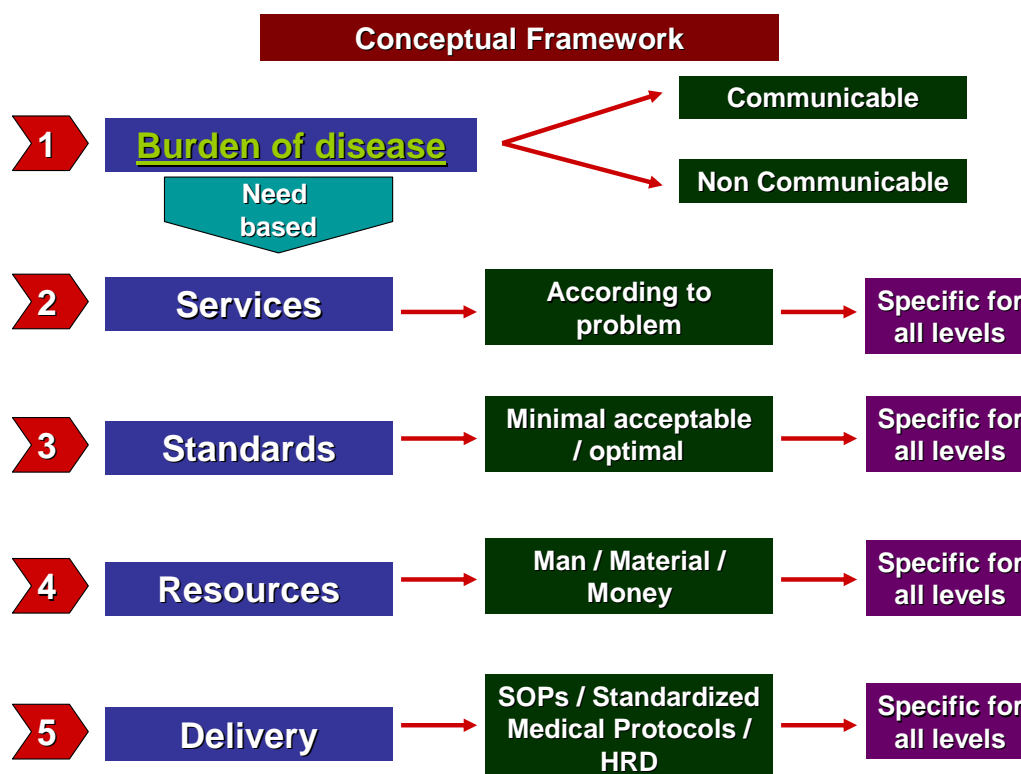 Conceptual Framework
Communicable
1
Burden of disease
Non Communicable
Need
based
2
Services
According to
problem
Specific for
all levels
3
Standards
Minimal acceptable
/ optimal
Specific for
all levels
4
Resources
Man / Material /
Money
Specific for
all levels
5
Delivery
SOPs / Standardized
Medical Protocols /
HRD
Specific for
all levels